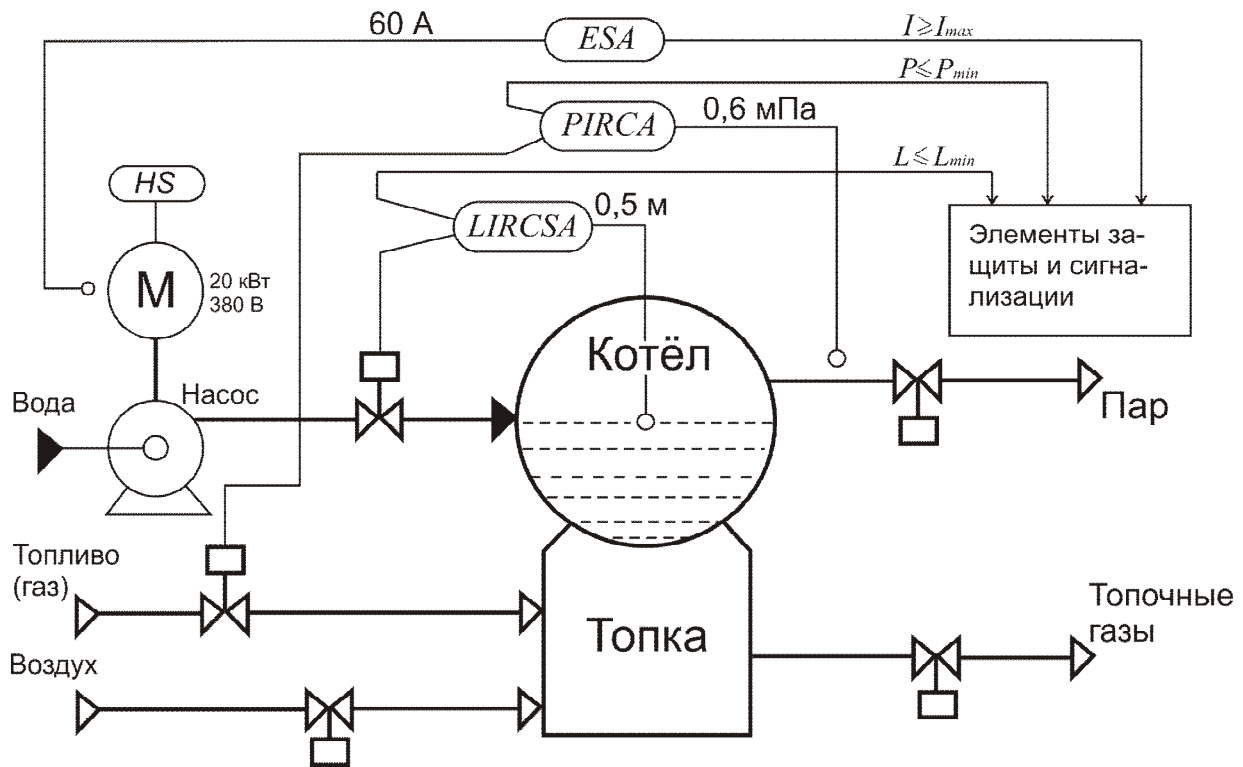 60 А
ESA
I≥Imax
P≤Pmin
PIRCA
0,6 мПа
L≤Lmin
HS
LIRCSA
0,5 м
Элементы за-
щиты и сигна-
лизации
М
20 кВт
380 В
Котёл
Вода
Насос
Пар
Топливо
(газ)
Топка
Топочные
газы
Воздух